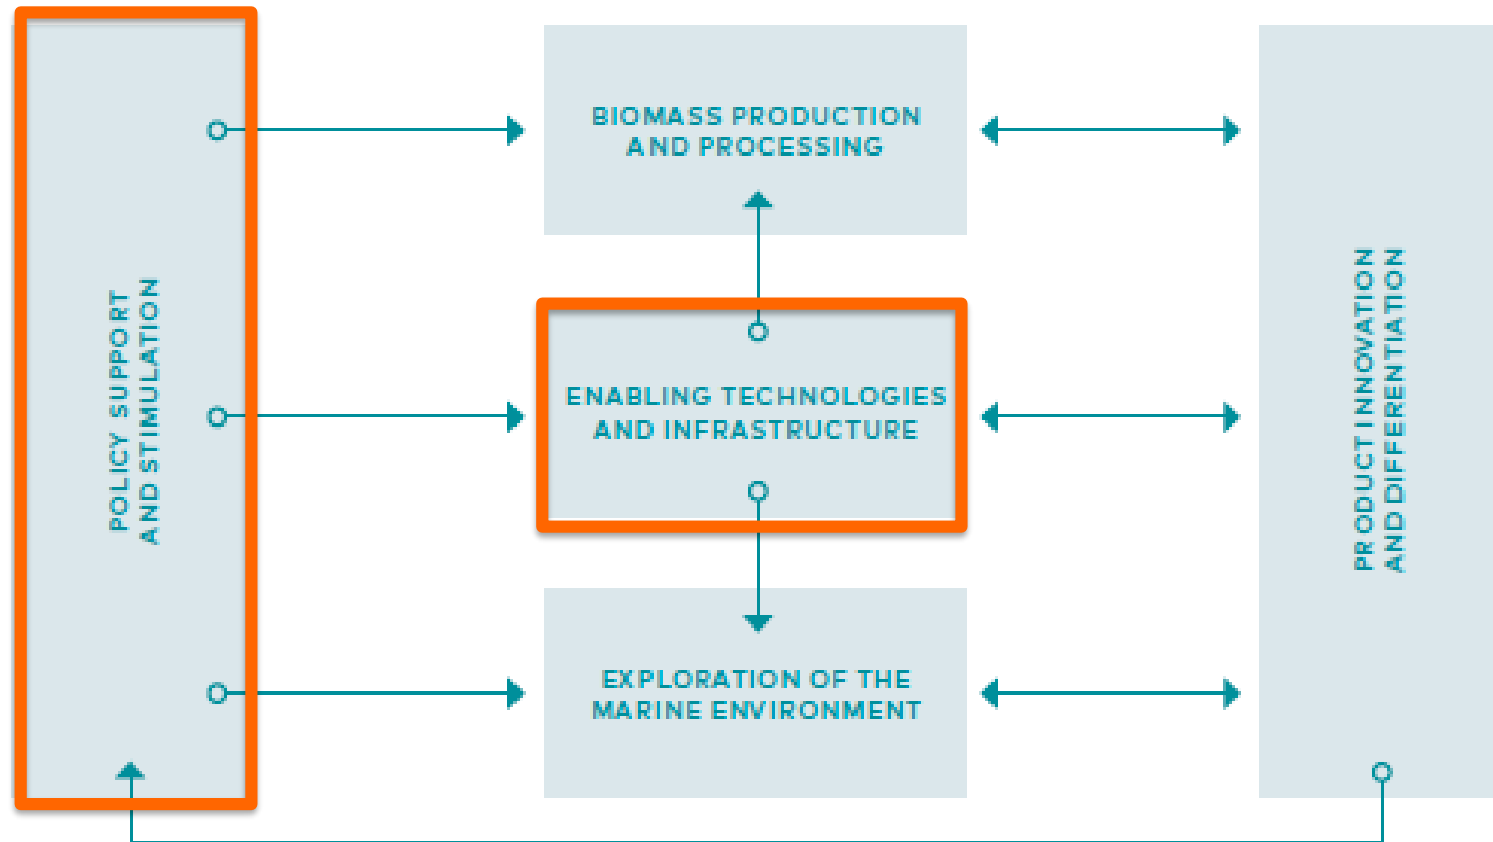 POLICY SUPPORT
AND STIMULATION
BIOMASS PRODUCTION
AND PROCESSING
ENABLING TECHNOLOGIES
AND INFRASTRUCTURE
EXPLORATION OF THE
MARINE ENVIRONMENT
PRODUCT INNOVATION
AND DIFFERENTIATION